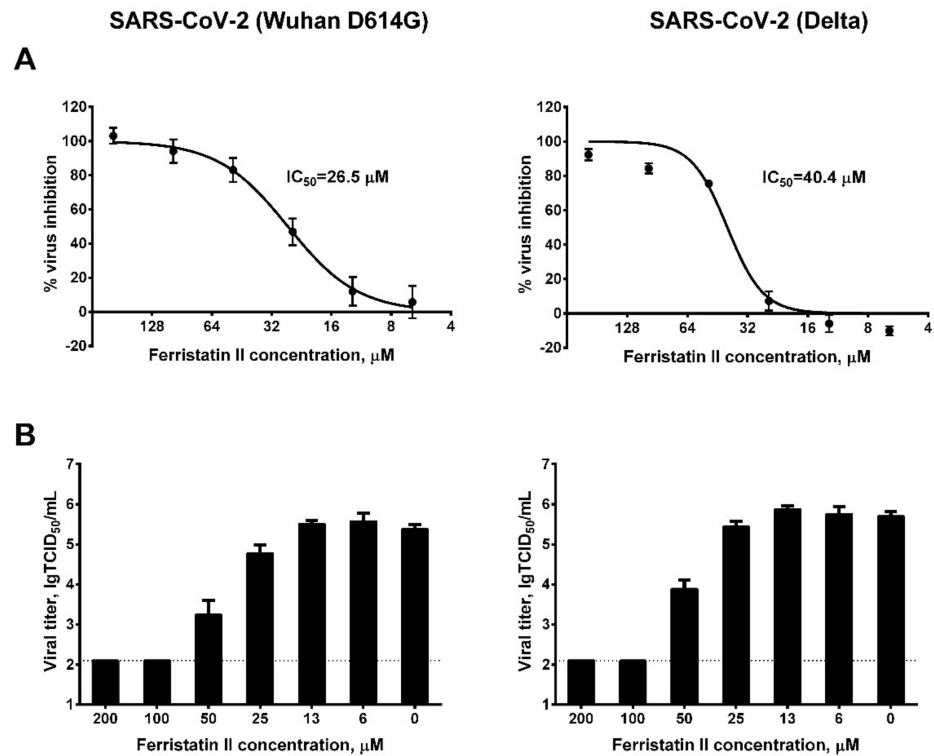 SARS-CoV-2 (Wuhan D614G)
SARS-CoV-2 (Delta)
A
% virus inhibition
120
100
80
60
40
20
0
-20
IC50=26.5 μM
128 64 32 16 8 4
Ferristatin II concentration, μM
% virus inhibition
120
100
80
60
40
20
0
-20
IC50=40.4 μM
128 64 32 16 8 4
Ferristatin II concentration, μM
B
Viral titer, lgTCID50/mL
7
6
5
4
3
2
1
200 100 50 25 13 6 0
Ferristatin II concentration, μM
Viral titer, lgTCID50/mL
7
6
5
4
3
2
1
200 100 50 25 13 6 0
Ferristatin II concentration, μM